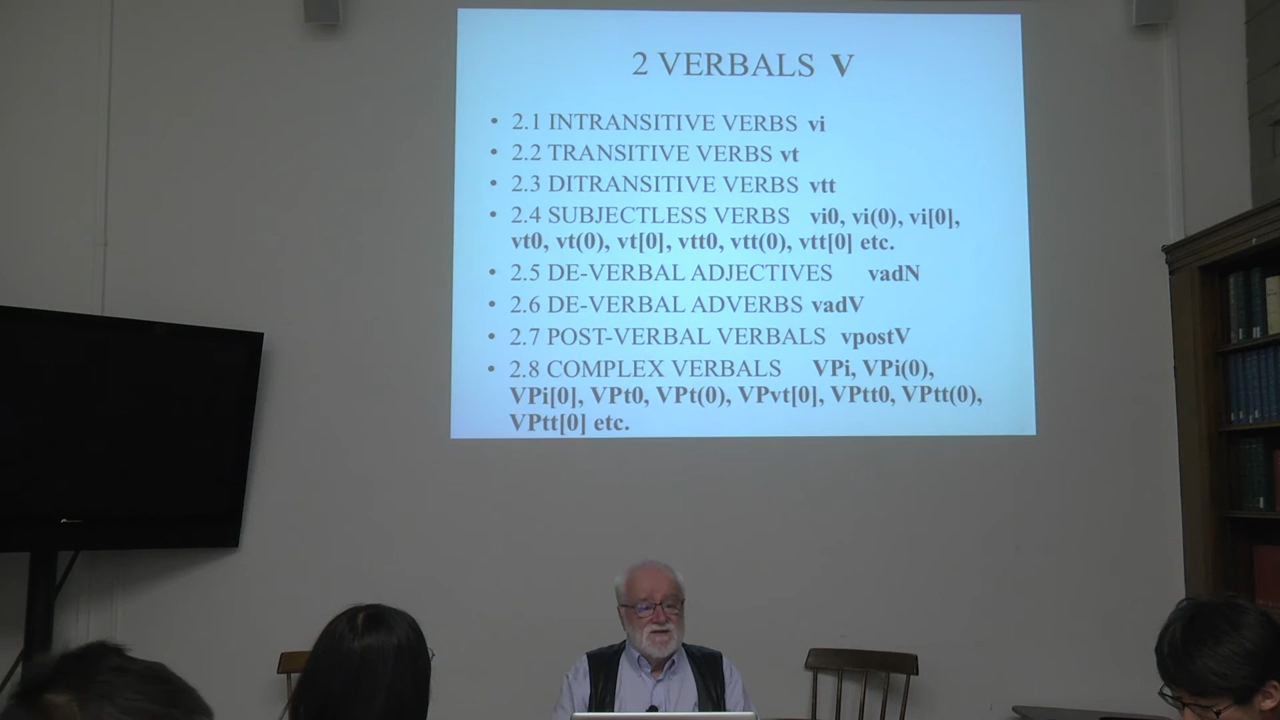 2 VERBALS V
• 2.1 INTRANSITIVE VERBS vi
• 2.2 TRANSITIVE VERBS vt
• 2.3 DITRANSITIVE VERBS vtt
• 2.4 SUBJECTLESS VERBS vi0, vi(0), vi[0],
vt0, vt(0), vt[0], vtt0, vtt(0), vtt[0] etc.
• 2.5 DE-VERBAL ADJECTIVES vadN
• 2.6 DE-VERBAL ADVERBS vadV
• 2.7 POST-VERBAL VERBALS vpostV
• 2.8 COMPLEX VERBALS VPi, VPi(0),
VPi[0], VPt0, VPt(0), VPvt[0], VPtt0, VPtt(0),
VPtt[0] etc.